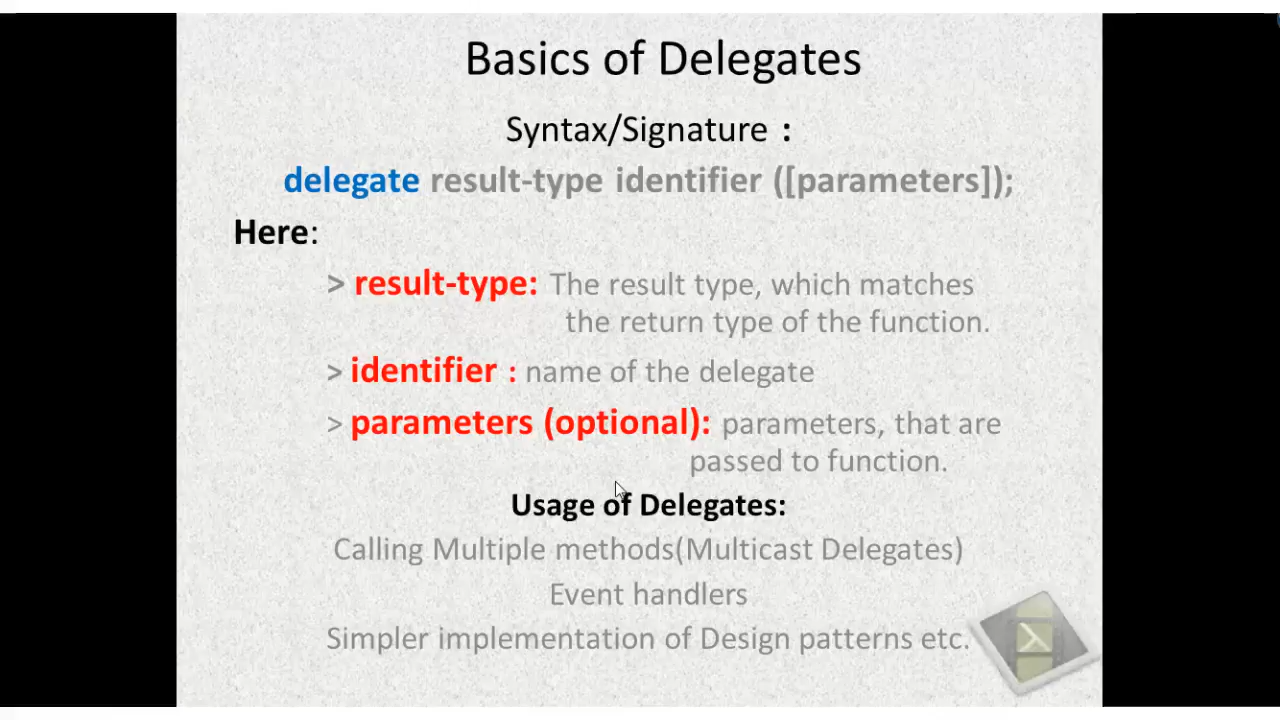 Basics of Delegates
Syntax/Signature :
delegate result-type identifier ([parameters]);
Here:
> result-type: The result type, which matches
the return type of the function.
> identifier : name of the delegate
> parameters (optional): parameters, that are
passed to function.
Usage of Delegates:
Calling Multiple methods(Multicast Delegates)
Event handlers
Simpler implementation of Design patterns etc.